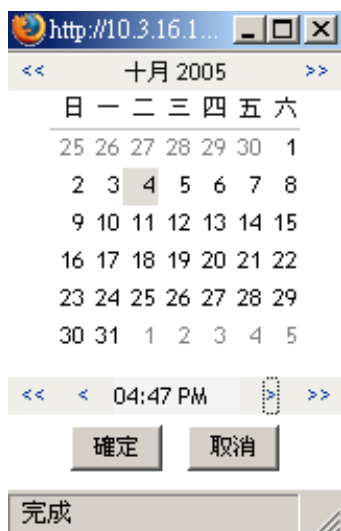 http://10.3.16.1...
<< 十月 2005 >>
日 一 二 三 四 五 六
25 26 27 28 29 30 1
2 3 4 5 6 7 8
9 10 11 12 13 14 15
16 17 18 19 20 21 22
23 24 25 26 27 28 29
30 31 1 2 3 4 5
<< < 04:47 PM > >>
確定 取消
完成